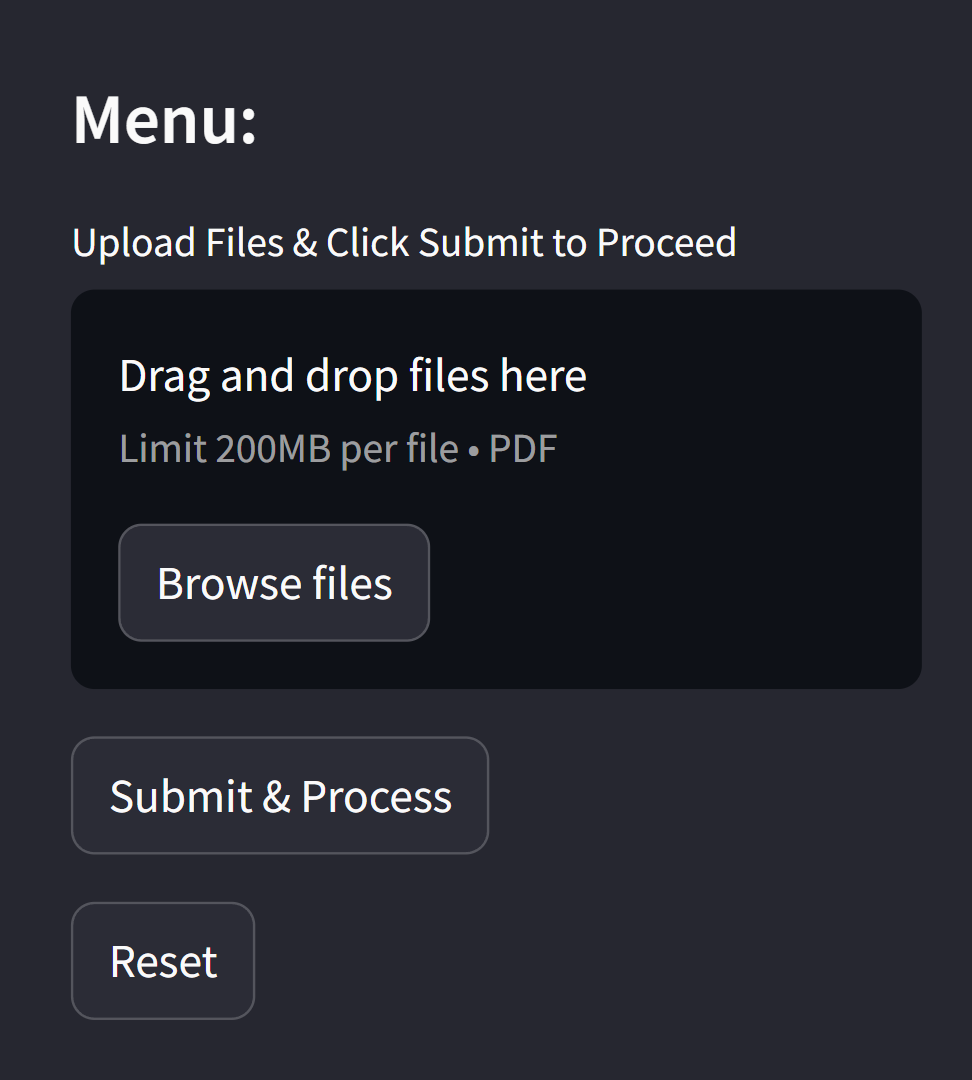 Menu:
Upload Files & Click Submit to Proceed
Drag and drop files here
Limit 200MB per file • PDF
Browse files
Submit & Process
Reset